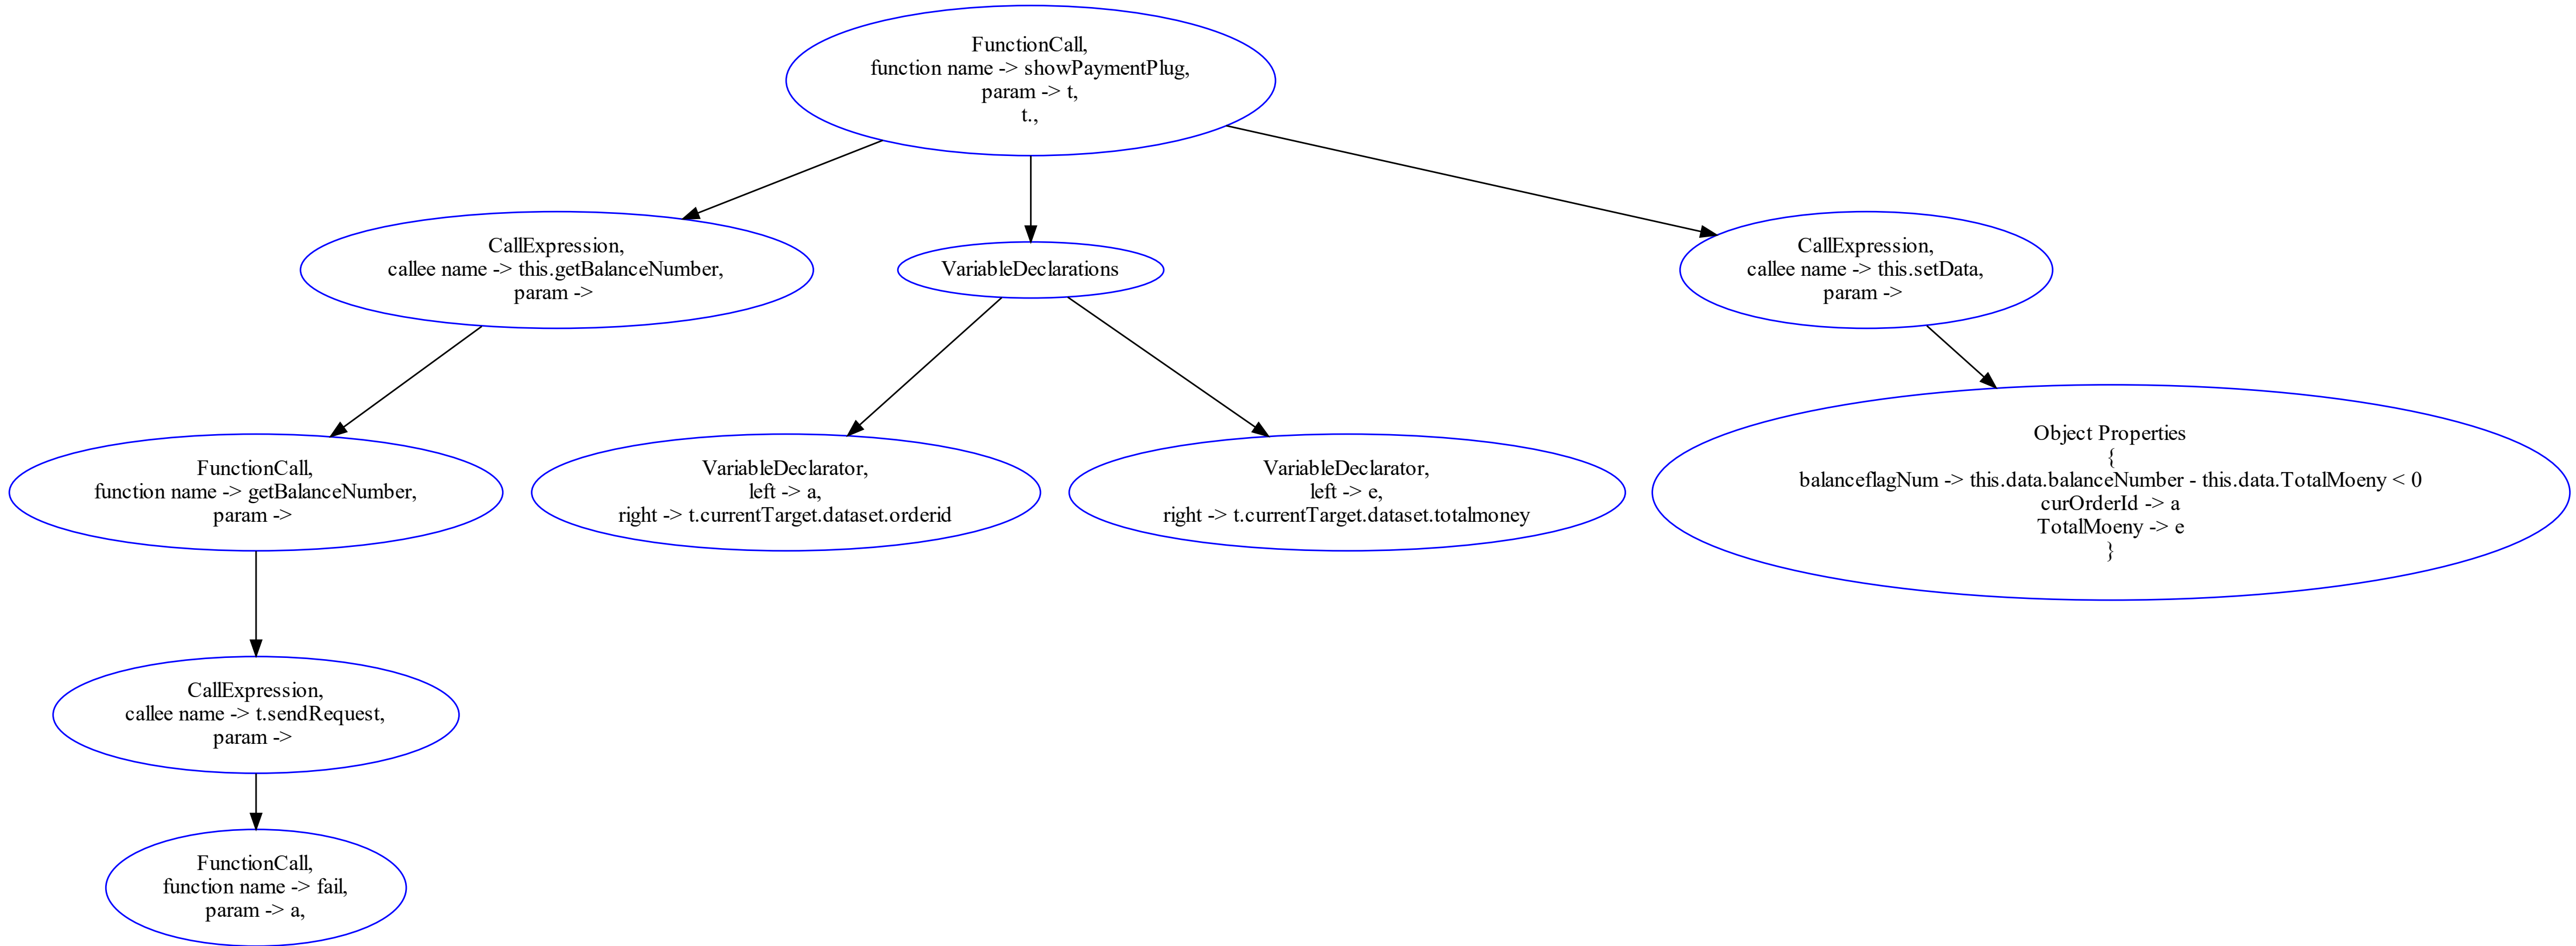 FunctionCall,
function name -> showPaymentPlug,
param -> t,
t.,
CallExpression,
callee name -> this.getBalanceNumber,
param ->
VariableDeclarations
CallExpression,
callee name -> this.setData,
param ->
FunctionCall,
function name -> getBalanceNumber,
param ->
VariableDeclarator,
left -> a,
right -> t.currentTarget.dataset.orderid
VariableDeclarator,
left -> e,
right -> t.currentTarget.dataset.totalmoney
Object Properties
{
balanceflagNum -> this.data.balanceNumber - this.data.TotalMoeny < 0
curOrderId -> a
TotalMoeny -> e
}
CallExpression,
callee name -> t.sendRequest,
param ->
FunctionCall,
function name -> fail,
param -> a,